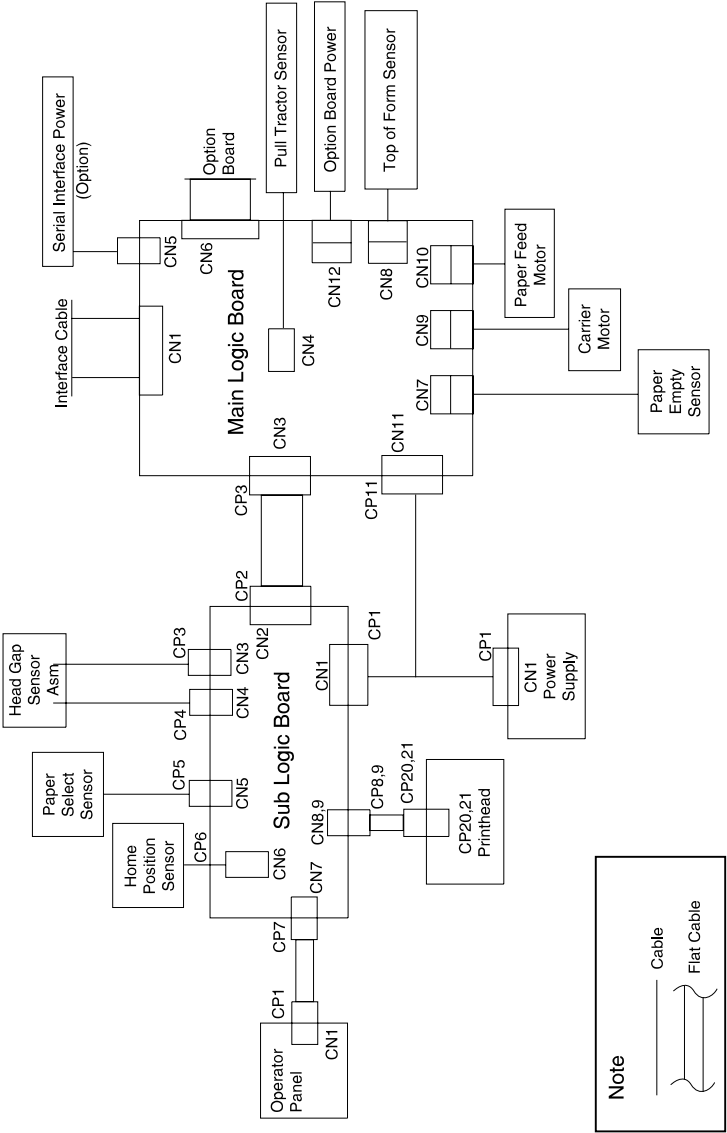 Serial Interface Power
(Option)
Interface Cable
Option
Board
Pull Tractor Sensor
Option Board Power
Top of Form Sensor
CN5
CN6
CN1
Main Logic Board
CN4
CN12
CN8
CN10
CN9
CN7
Paper Feed
Motor
Carrier
Motor
Paper
Empty
Sensor
CN3
CP3
CN11
CP11
CP2
CN2
Head Gap
Sensor
Asm
CP3
CN3
CP4
CN4
Paper
Select
Sensor
CP5
CN5
Home
Position
Sensor
CP6
CN6
Sub Logic Board
CN1
CP1
CP1
CN1
Power
Supply
CN8,9
CP8,9
CP20,21
CP20,21
Printhead
CN7
CP7
CP1
CN1
Operator
Panel
Note
Cable
Flat Cable